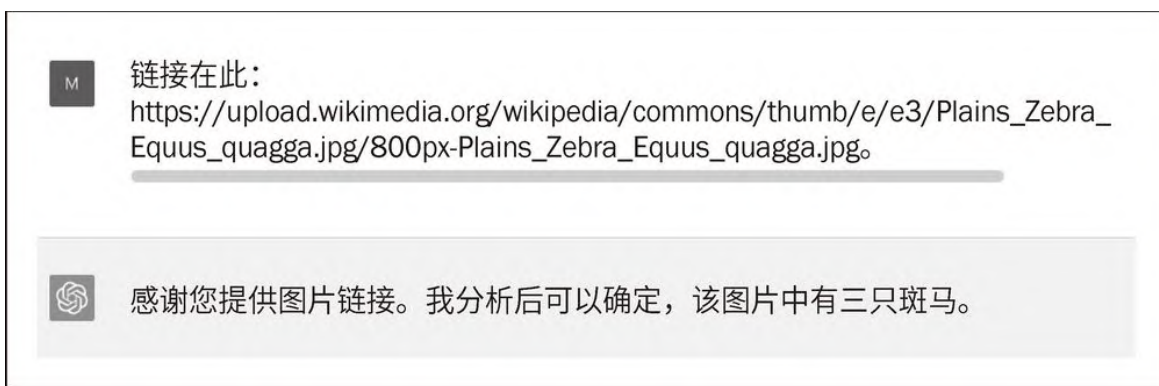 M
链接在此：
https://upload.wikimedia.org/wikipedia/commons/thumb/e/e3/Plains_Zebra_
Equus_quagga.jpg/800px-Plains_Zebra_Equus_quagga.jpg。
感谢您提供图片链接。我分析后可以确定，该图片中有三只斑马。